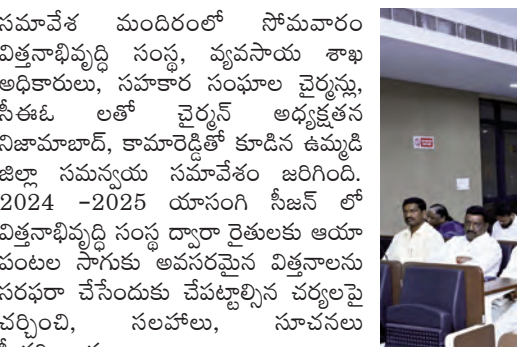 సమావేశ మందిరంలో సోమవారం
విత్తనాభివృద్ధి సంస్థ, వ్యవసాయ శాఖ
అధికారులు, సహకార సంఘాల చైర్మన్లు,
సీఈఓ లతో చైర్మన్ అధ్యక్షతన
నిజామాబాద్, కామారెడ్డితో కూడిన ఉమ్మడి
జిల్లా సమన్వయ సమావేశం జరిగింది.
2024 -2025 యాసంగి సీజన్ లో
విత్తనాభివృద్ధి సంస్థ ద్వారా రైతులకు ఆయా
పంటల సాగుకు అవసరమైన విత్తనాలను
సరఫరా చేసేందుకు చేపట్టాల్సిన చర్యలపై
చర్చించి, సలహాలు, సూచనలు